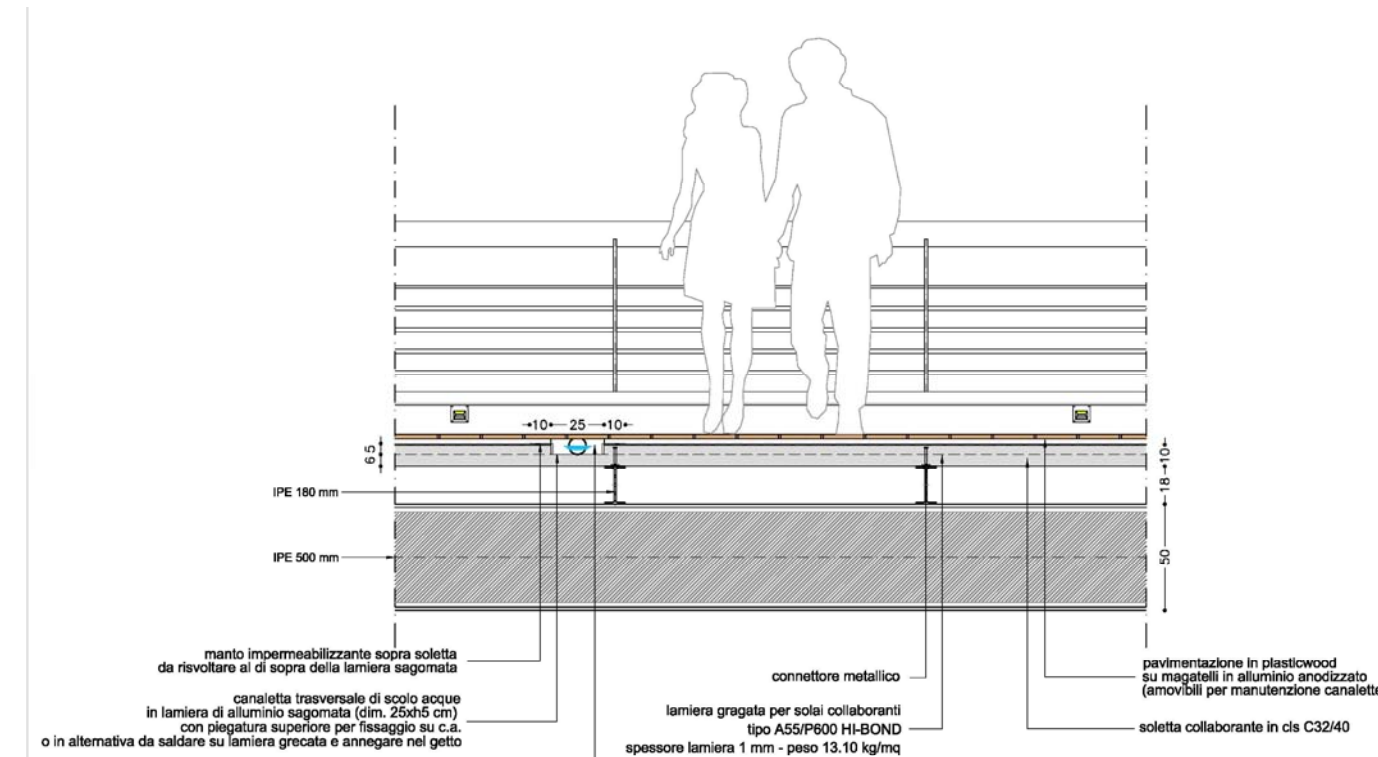 10 25 10
6 5
10
18
50
IPE 180 mm
IPE 500 mm
manto impermeabilizzante sopra soletta
da risvoltare al di sopra della lamiera sagomata
canaletta trasversale di scolo acque
in lamiera di alluminio sagomata (dim. 25xh5 cm)
con piegatura superiore per fissaggio su c.a.
o in alternativa da saldare su lamiera grecata e annegare nel getto
connettore metallico
lamiera gragata per solai collaboranti
tipo A55/P600 HI-BOND
spessore lamiera 1 mm - peso 13.10 kg/mq
pavimentazione in plasticwood
su magatelli in alluminio anodizzato
(amovibili per manutenzione canalette
soletta collaborante in cls C32/40